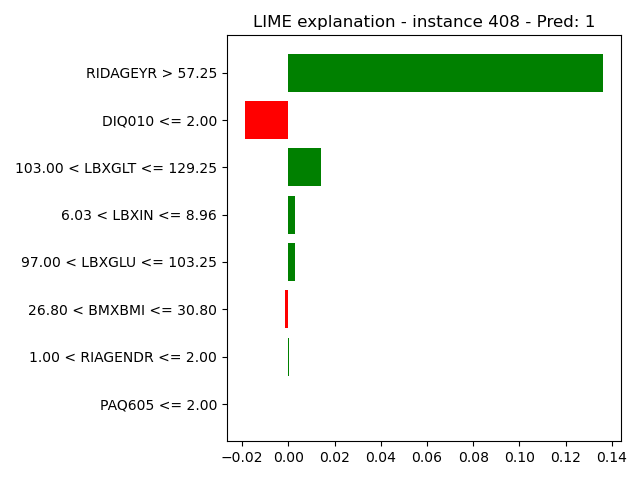 LIME explanation - instance 408 - Pred: 1
RIDAGEYR > 57.25
DIQ010 <= 2.00
103.00 < LBXGLT <= 129.25
6.03 < LBXIN <= 8.96
97.00 < LBXGLU <= 103.25
26.80 < BMXBMI <= 30.80
1.00 < RIAGENDR <= 2.00
PAQ605 <= 2.00
−0.02 0.00 0.02 0.04 0.06 0.08 0.10 0.12 0.14